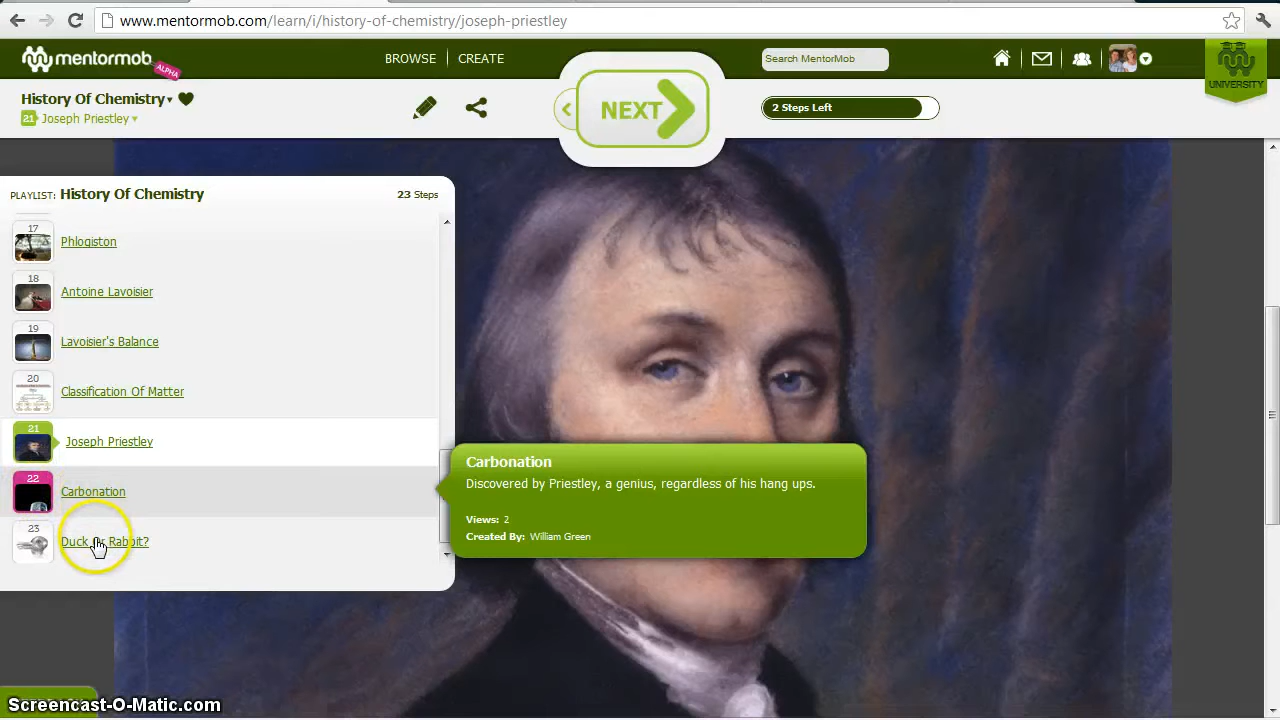 www.mentormob.com/learn/i/history-of-chemistry/joseph-priestley
mentormob
ALPHA
BROWSE
CREATE
Search MentorMob
UNIVERSITY
History Of Chemistry
21 Joseph Priestley
NEXT
2 Steps Left
PLAYLIST: History Of Chemistry
23 Steps
17
Phlogiston
18
Antoine Lavoisier
19
Lavoisier's Balance
20
Classification Of Matter
21
Joseph Priestley
22
Carbonation
23
Duck or Rabbit?
Carbonation
Discovered by Priestley, a genius, regardless of his hang ups.
Views: 2
Created By: William Green
Screencast-O-Matic.com